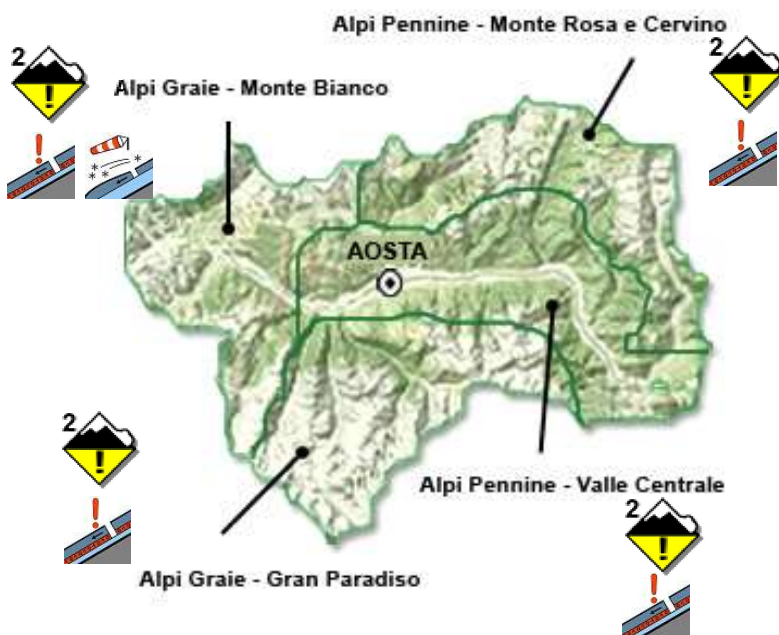 Alpi Pennine - Monte Rosa e Cervino
2
2
Alpi Graie - Monte Bianco
AOSTA
2
Alpi Pennine - Valle Centrale
2
Alpi Graie - Gran Paradiso